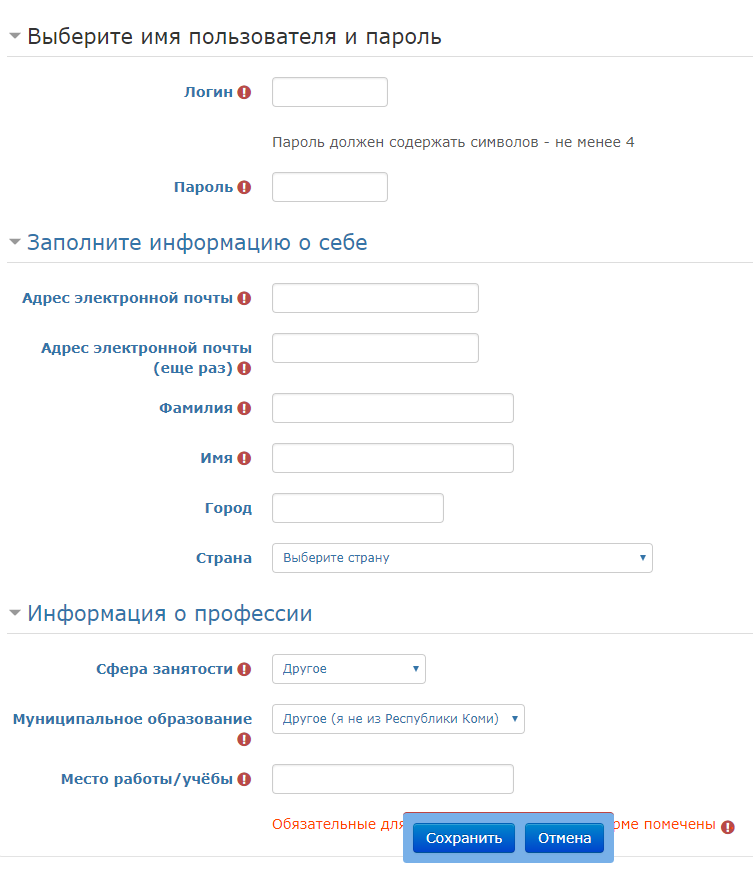 Выберите имя пользователя и пароль
Логин
Пароль должен содержать символов - не менее 4
Пароль
Заполните информацию о себе
Адрес электронной почты
Адрес электронной почты
(еще раз)
Фамилия
Имя
Город
Страна Выберите страну
Информация о профессии
Сфера занятости Другое
Муниципальное образование Другое (я не из Республики Коми)
Место работы/учёбы
Обязательные для помечены
Сохранить Отмена